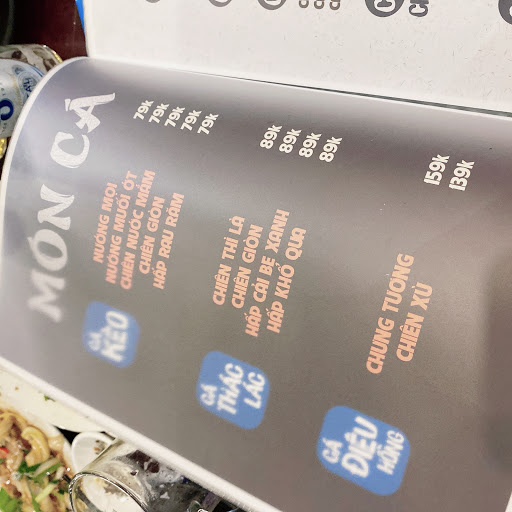 MÓN CÁ
CÁ
KÈO
NƯỚNG MỌI 79k
NƯỚNG MUỐI ỚT 79k
CHIÊN NƯỚC MẮM 79k
CHIÊN GIÒN 79k
HẤP RAU RĂM 79k
CÁ
THÁC
LÁC
CHIÊN THÌ LÀ 89k
CHIÊN GIÒN 89k
HẤP CẢI BẸ XANH 89k
HẤP KHỔ QUA 89k
CÁ
DIÊU
HỒNG
CHƯNG TƯƠNG 159k
CHIÊN XÙ 139k